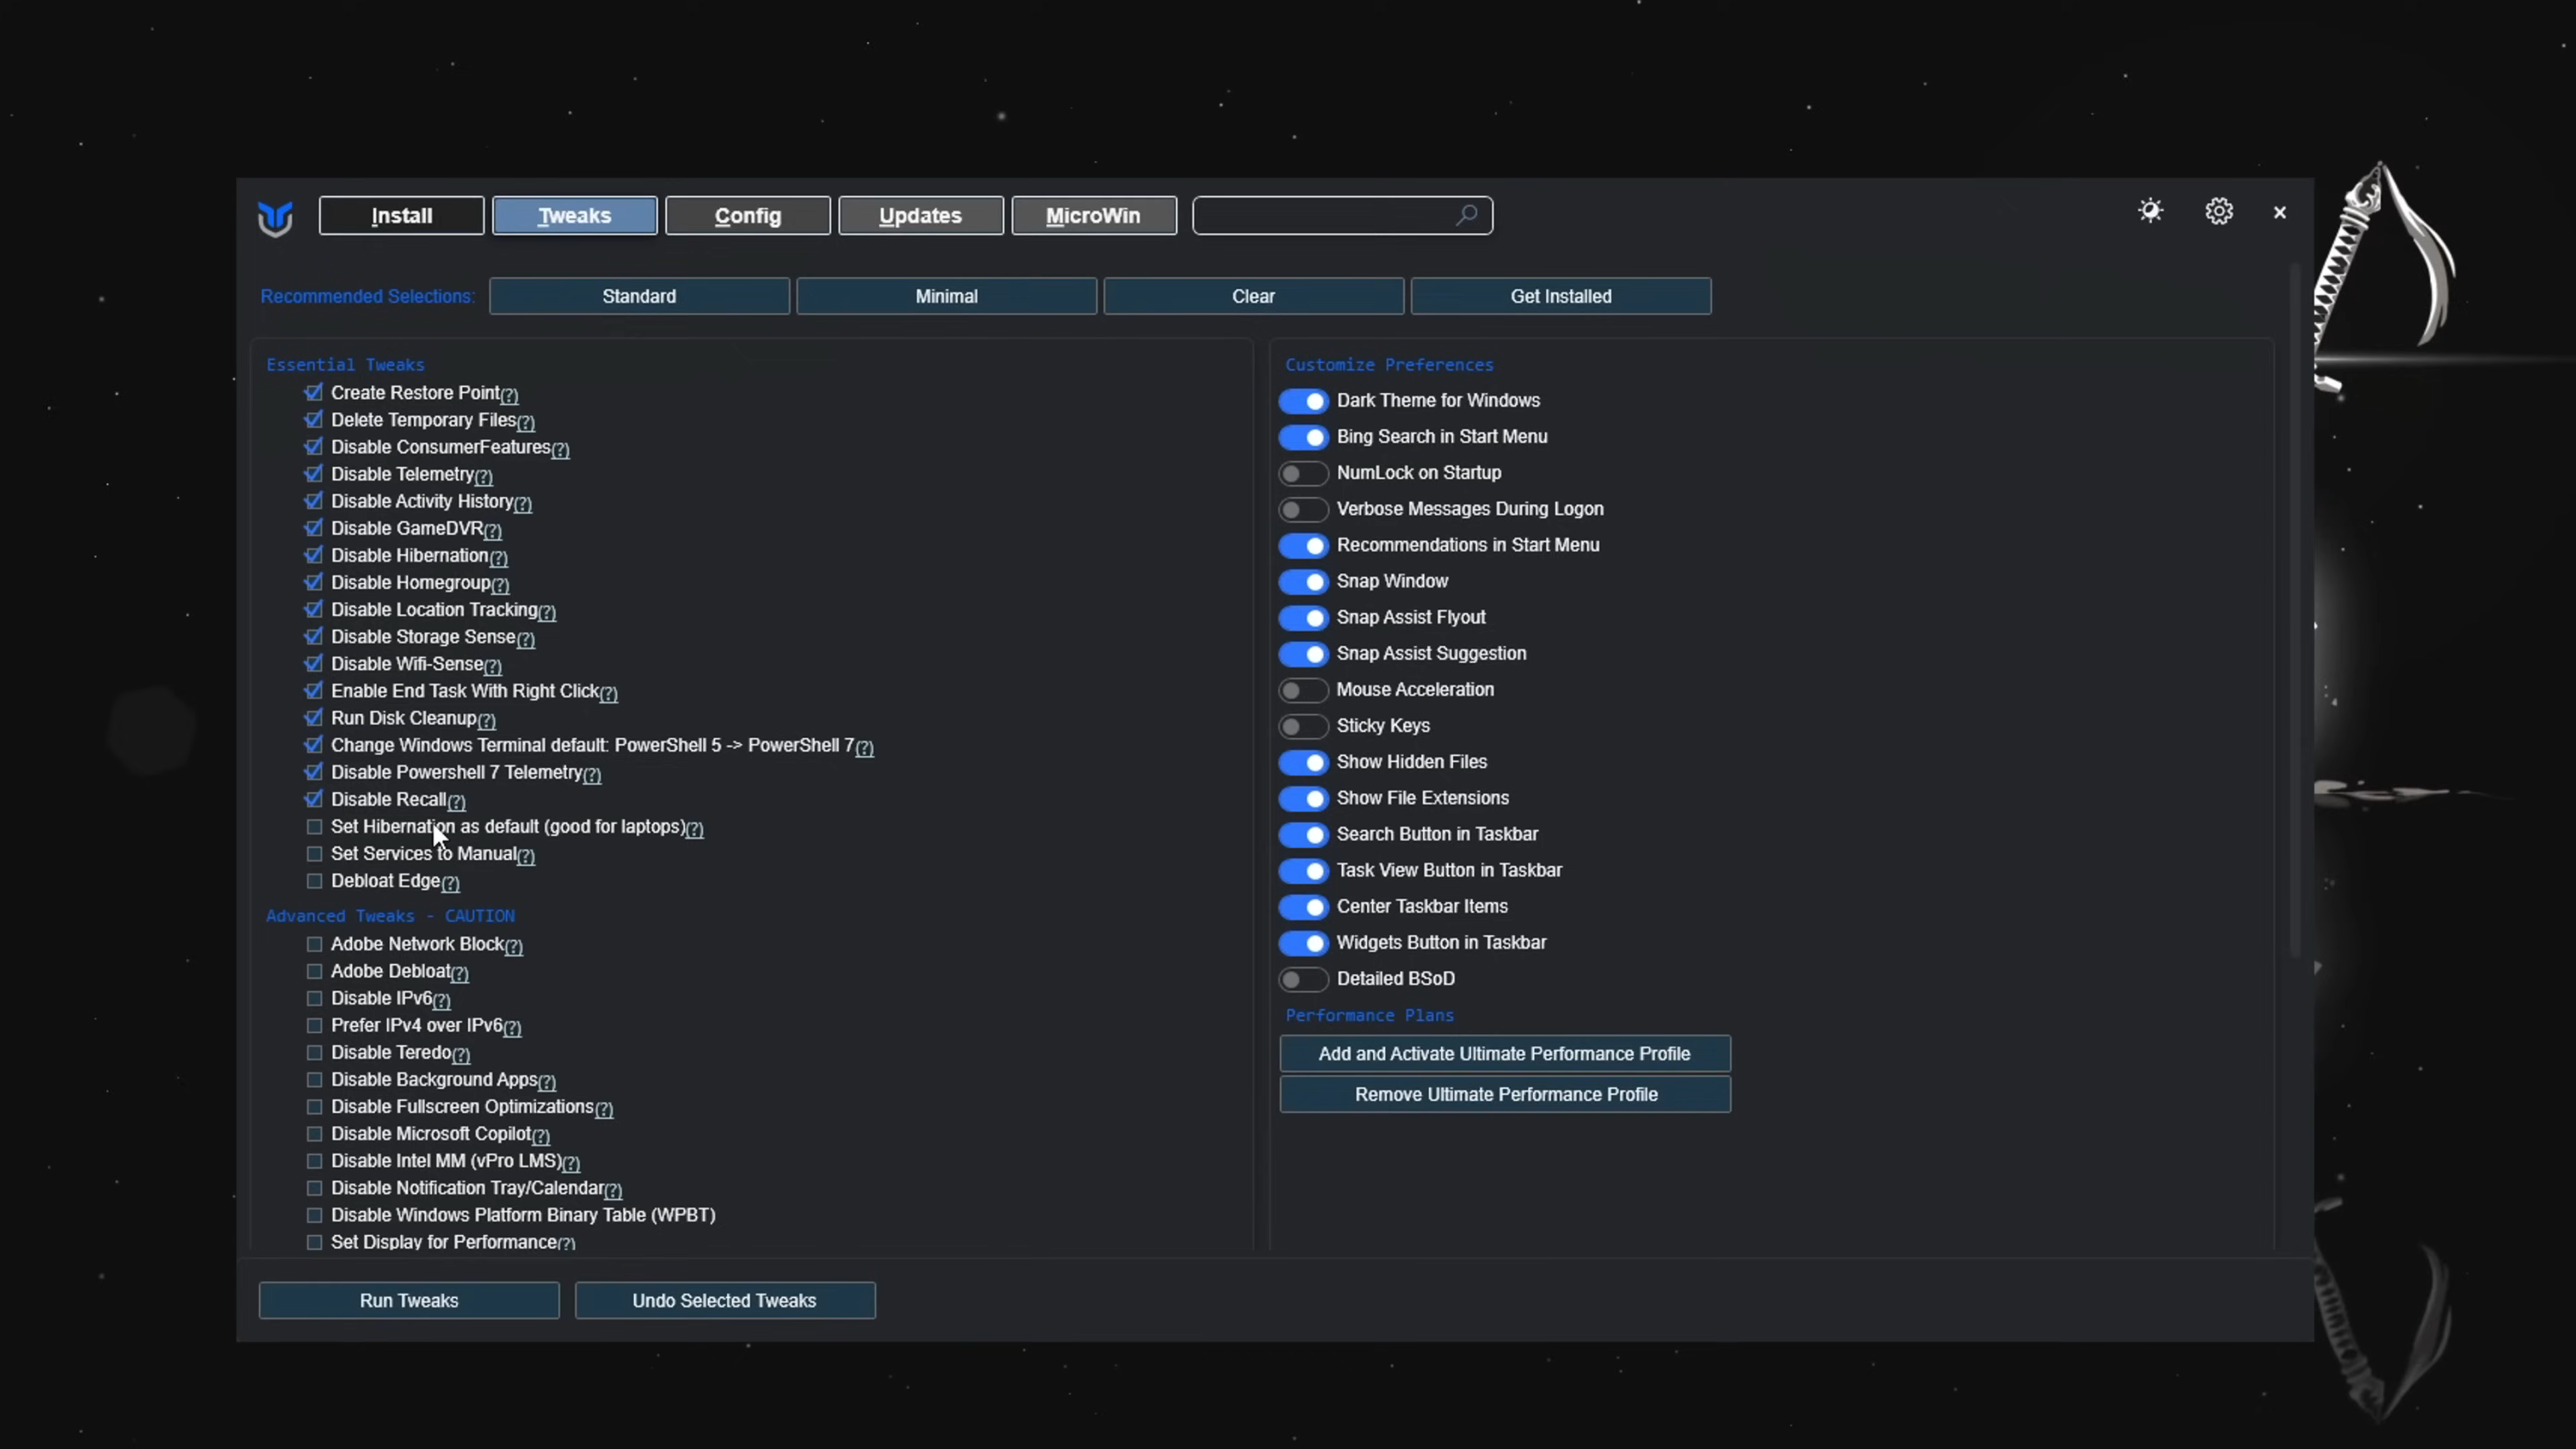 Install
Tweaks
Config
Updates
MicroWin
Recommended Selections:
Standard
Minimal
Clear
Get Installed
Essential Tweaks
Create Restore Point(?)
Delete Temporary Files(?)
Disable ConsumerFeatures(?)
Disable Telemetry(?)
Disable Activity History(?)
Disable GameDVR(?)
Disable Hibernation(?)
Disable Homegroup(?)
Disable Location Tracking(?)
Disable Storage Sense(?)
Disable Wifi-Sense(?)
Enable End Task With Right Click(?)
Run Disk Cleanup(?)
Change Windows Terminal default: PowerShell 5 -> PowerShell 7(?)
Disable Powershell 7 Telemetry(?)
Disable Recall(?)
Set Hibernation as default (good for laptops)(?)
Set Services to Manual(?)
Debloat Edge(?)
Advanced Tweaks - CAUTION
Adobe Network Block(?)
Adobe Debloat(?)
Disable IPv6(?)
Prefer IPv4 over IPv6(?)
Disable Teredo(?)
Disable Background Apps(?)
Disable Fullscreen Optimizations(?)
Disable Microsoft Copilot(?)
Disable Intel MM (vPro LMS)(?)
Disable Notification Tray/Calendar(?)
Disable Windows Platform Binary Table (WPBT)
Set Display for Performance(?)
Customize Preferences
Dark Theme for Windows
Bing Search in Start Menu
NumLock on Startup
Verbose Messages During Logon
Recommendations in Start Menu
Snap Window
Snap Assist Flyout
Snap Assist Suggestion
Mouse Acceleration
Sticky Keys
Show Hidden Files
Show File Extensions
Search Button in Taskbar
Task View Button in Taskbar
Center Taskbar Items
Widgets Button in Taskbar
Detailed BSoD
Performance Plans
Add and Activate Ultimate Performance Profile
Remove Ultimate Performance Profile
Run Tweaks
Undo Selected Tweaks